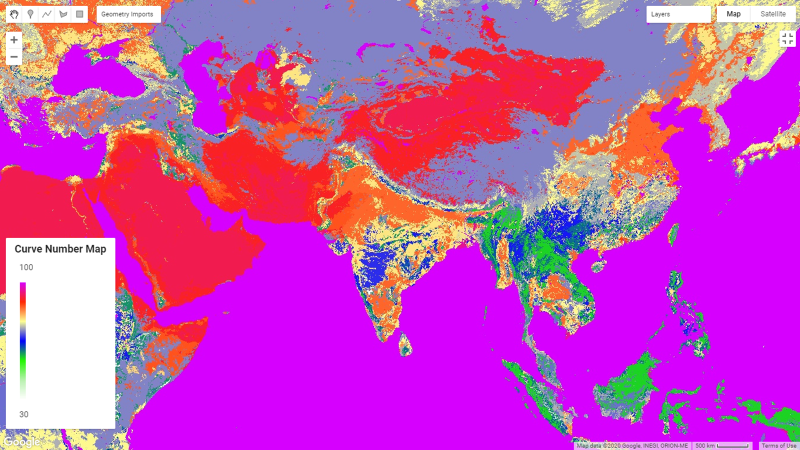 Geometry Imports
Layers
Map
Satellite
+
−
Curve Number Map
100
30
Google
Map data ©2020 Google, INEGI, ORION-ME
500 km
Terms of Use